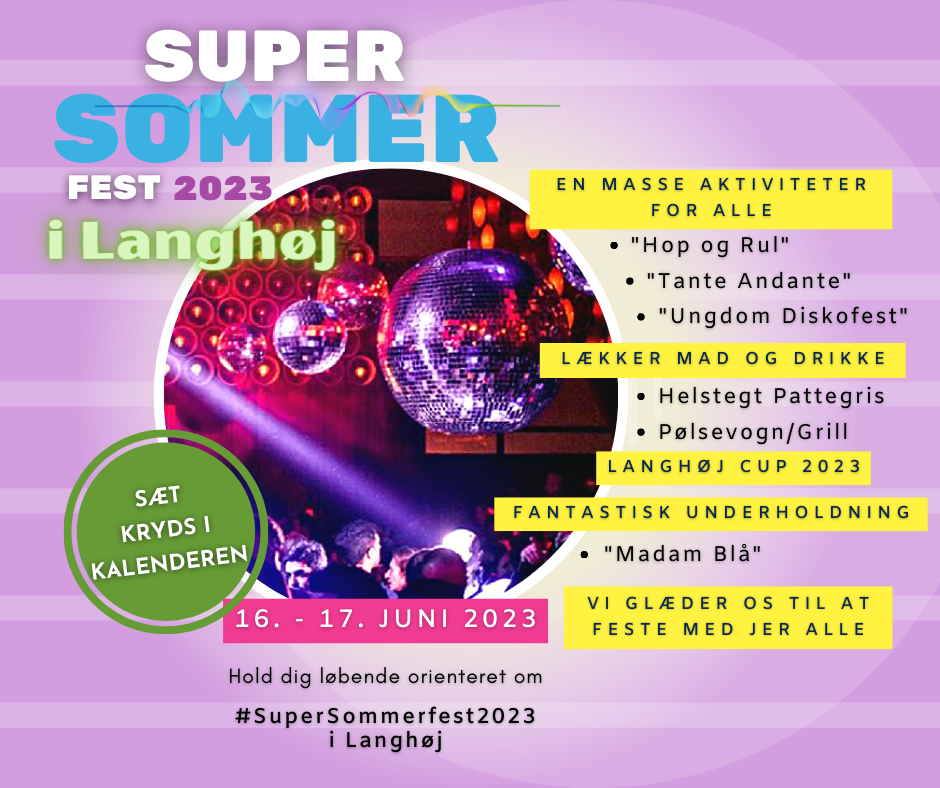 SUPER
SOMMER
FEST 2023
i Langhøj
EN MASSE AKTIVITETER
FOR ALLE
• "Hop og Rul"
• "Tante Andante"
• "Ungdom Diskofest"
LÆKKER MAD OG DRIKKE
• Helstegt Pattegris
• Pølsevogn/Grill
LANGHØJ CUP 2023
FANTASTISK UNDERHOLDNING
• "Madam Blå"
VI GLÆDER OS TIL AT
FESTE MED JER ALLE
SÆT
KRYDS I
KALENDEREN
16. - 17. JUNI 2023
Hold dig løbende orienteret om
#SuperSommerfest2023
i Langhøj